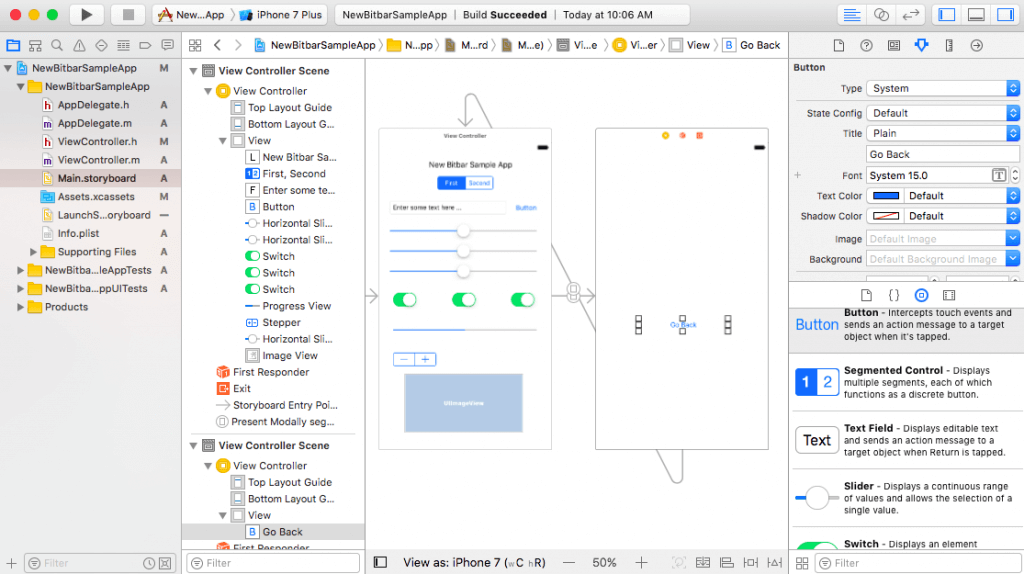 New...App
iPhone 7 Plus
NewBitbarSampleApp | Build Succeeded | Today at 10:06 AM
NewBitbarSampleApp
N...pp
M...rd
M...e)
Vi...e
V...er
View
B Go Back
NewBitbarSampleApp M
NewBitbarSampleApp
h AppDelegate.h A
m AppDelegate.m A
h ViewController.h M
m ViewController.m A
Main.storyboard A
Assets.xcassets M
LaunchS...oryboard —
Info.plist A
Supporting Files A
NewBitba...leAppTests A
NewBitba...ppUITests A
Products
Filter
View Controller Scene
View Controller
Top Layout Guide
Bottom Layout G...
View
L New Bitbar Sa...
1 2 First, Second
F Enter some te...
B Button
Horizontal Sli...
Horizontal Sli...
Switch
Switch
Switch
Progress View
Stepper
Horizontal Sli...
Image View
First Responder
Exit
Storyboard Entry Poi...
Present Modally seg...
View Controller Scene
View Controller
Top Layout Guide
Bottom Layout G...
View
B Go Back
First Responder
Filter
View Controller
New Bitbar Sample App
First Second
Enter some text here ...
Button
UIImageView
Go Back
View as: iPhone 7 (wC hR)
50%
Button
Type System
State Config Default
Title Plain
Go Back
Font System 15.0 T
Text Color Default
Shadow Color Default
Image Default Image
Background Default Background Image
{}
Button
Button - Intercepts touch events and
sends an action message to a target
object when it's tapped.
1 2
Segmented Control - Displays
multiple segments, each of which
functions as a discrete button.
Text
Text Field - Displays editable text
and sends an action message to a
target object when Return is tapped.
Slider - Displays a continuous range
of values and allows the selection of a
single value.
Switch - Displays an element
Filter